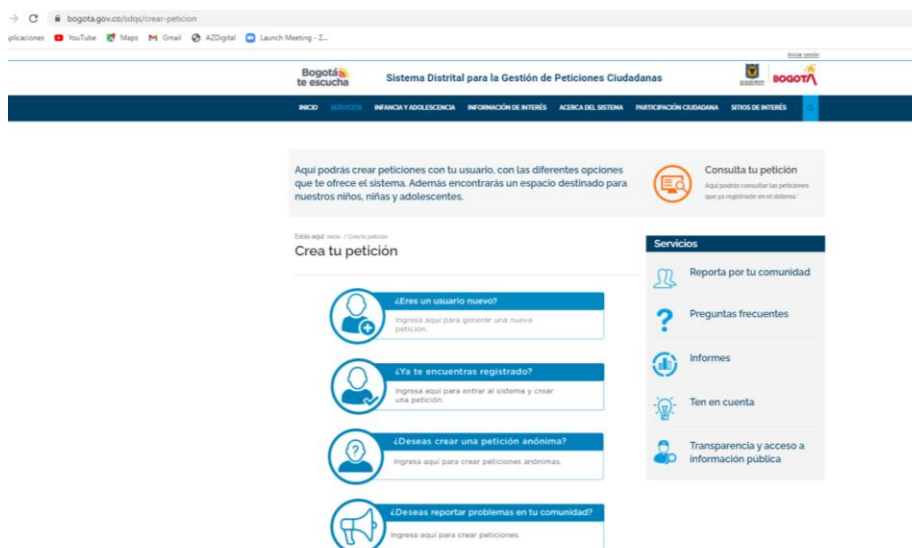 bogota.gov.co/sdqs/crear-peticion
plicaciones YouTube Maps Gmail AZDigital Launch Meeting - Z...
Iniciar sesión
Bogotá
te escucha
Sistema Distrital para la Gestión de Peticiones Ciudadanas
BOGOTÁ
INICIO SERVICIOS INFANCIA Y ADOLESCENCIA INFORMACIÓN DE INTERÉS ACERCA DEL SISTEMA PARTICIPACIÓN CIUDADANA SITIOS DE INTERÉS
Aquí podrás crear peticiones con tu usuario, con las diferentes opciones
que te ofrece el sistema. Además encontrarás un espacio destinado para
nuestros niños, niñas y adolescentes.
Consulta tu petición
Aquí podrás consultar las peticiones
que ya registraste en el sistema.
Estás aquí: Inicio / Crea tu petición
Crea tu petición
¿Eres un usuario nuevo?
Ingresa aquí para generar una nueva
petición.
¿Ya te encuentras registrado?
Ingresa aquí para entrar al sistema y crear
una petición.
¿Deseas crear una petición anónima?
Ingresa aquí para crear peticiones anónimas.
¿Deseas reportar problemas en tu comunidad?
Ingresa aquí para crear peticiones.
Servicios
Reporta por tu comunidad
Preguntas frecuentes
Informes
Ten en cuenta
Transparencia y acceso a
información pública